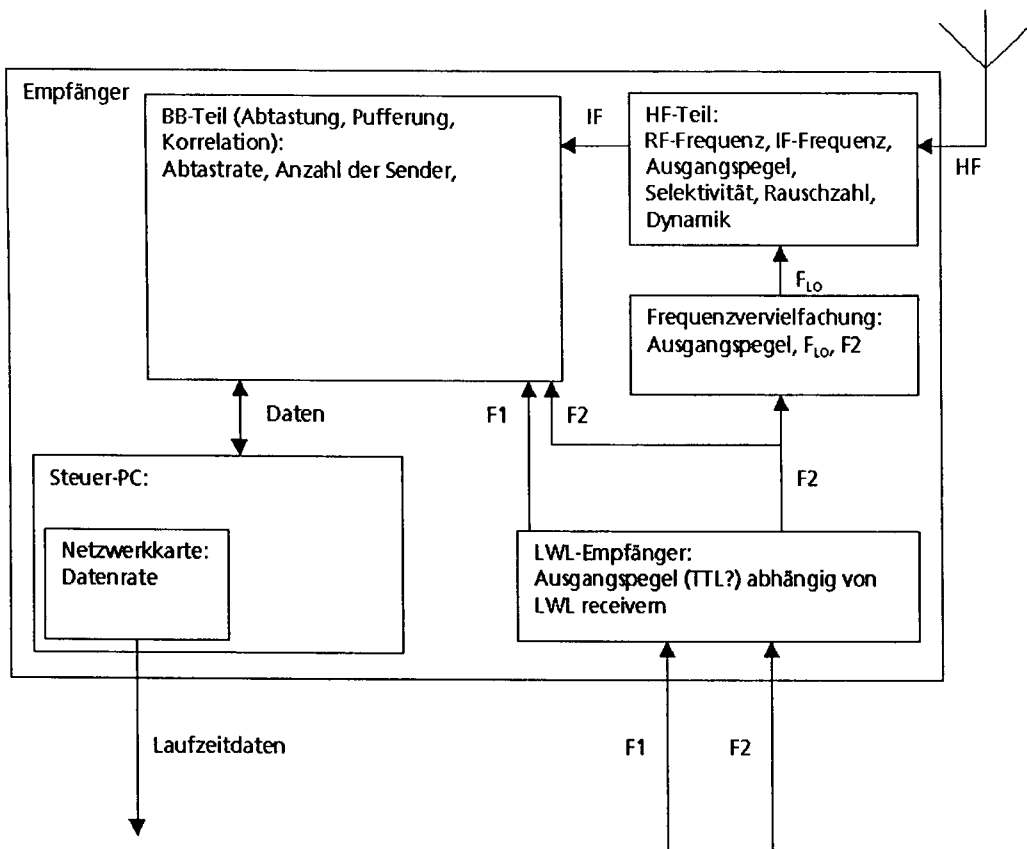 Empfänger
BB-Teil (Abtastung, Pufferung,
Korrelation):
Abtastrate, Anzahl der Sender,
IF
HF-Teil:
RF-Frequenz, IF-Frequenz,
Ausgangspegel,
Selektivität, Rauschzahl,
Dynamik
HF
F_LO
Frequenzvervielfachung:
Ausgangspegel, F_LO, F2
Daten
F1
F2
F2
Steuer-PC:
Netzwerkkarte:
Datenrate
LWL-Empfänger:
Ausgangspegel (TTL?) abhängig von
LWL receivern
Laufzeitdaten
F1
F2